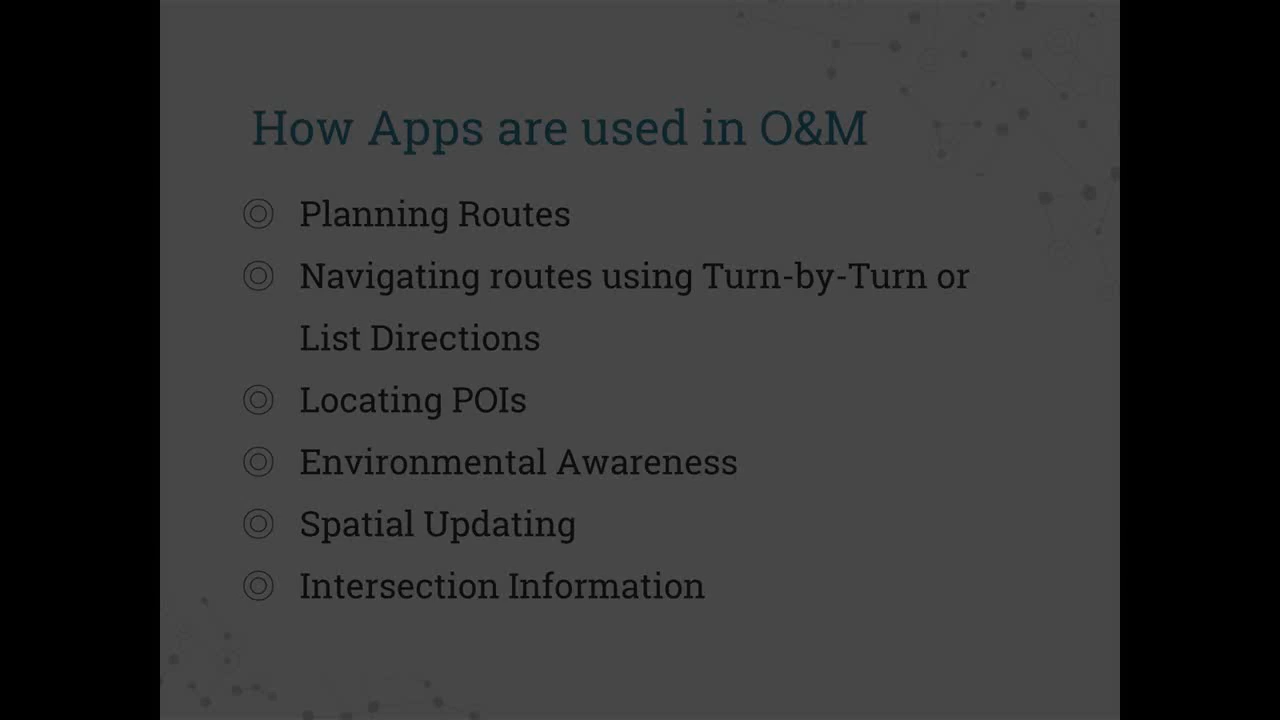 How Apps are used in O&M
Planning Routes
Navigating routes using Turn-by-Turn or
List Directions
Locating POIs
Environmental Awareness
Spatial Updating
Intersection Information